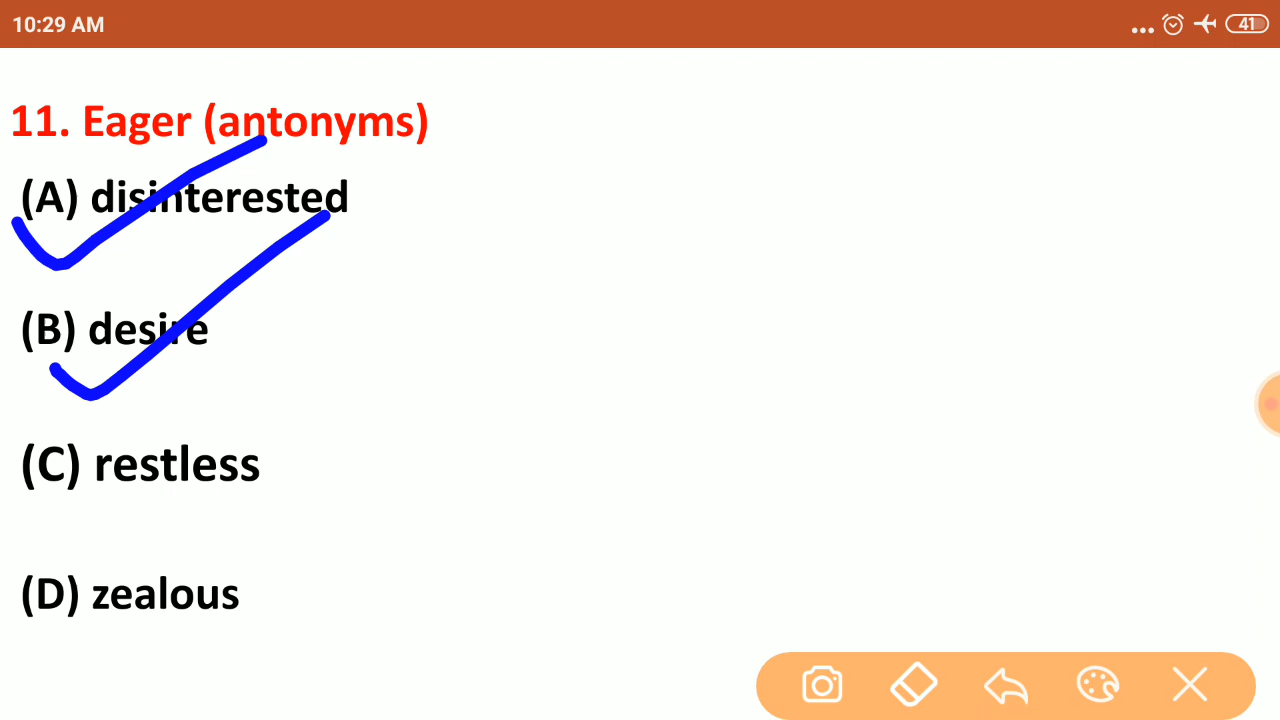 10:29 AM
41
11. Eager (antonyms)
(A) disinterested
(B) desire
(C) restless
(D) zealous